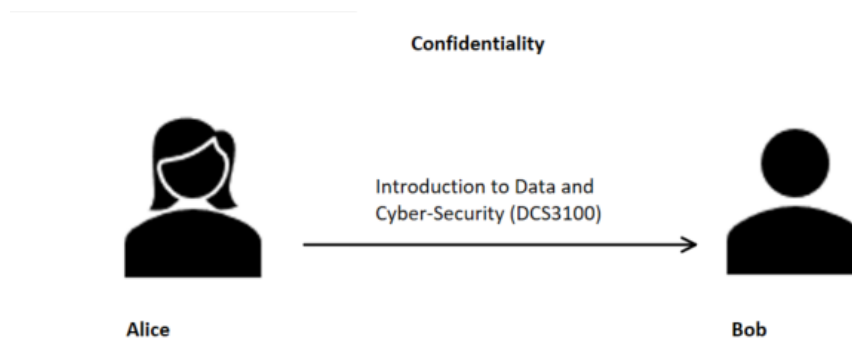 Confidentiality
Introduction to Data and
Cyber-Security (DCS3100)
Alice
Bob